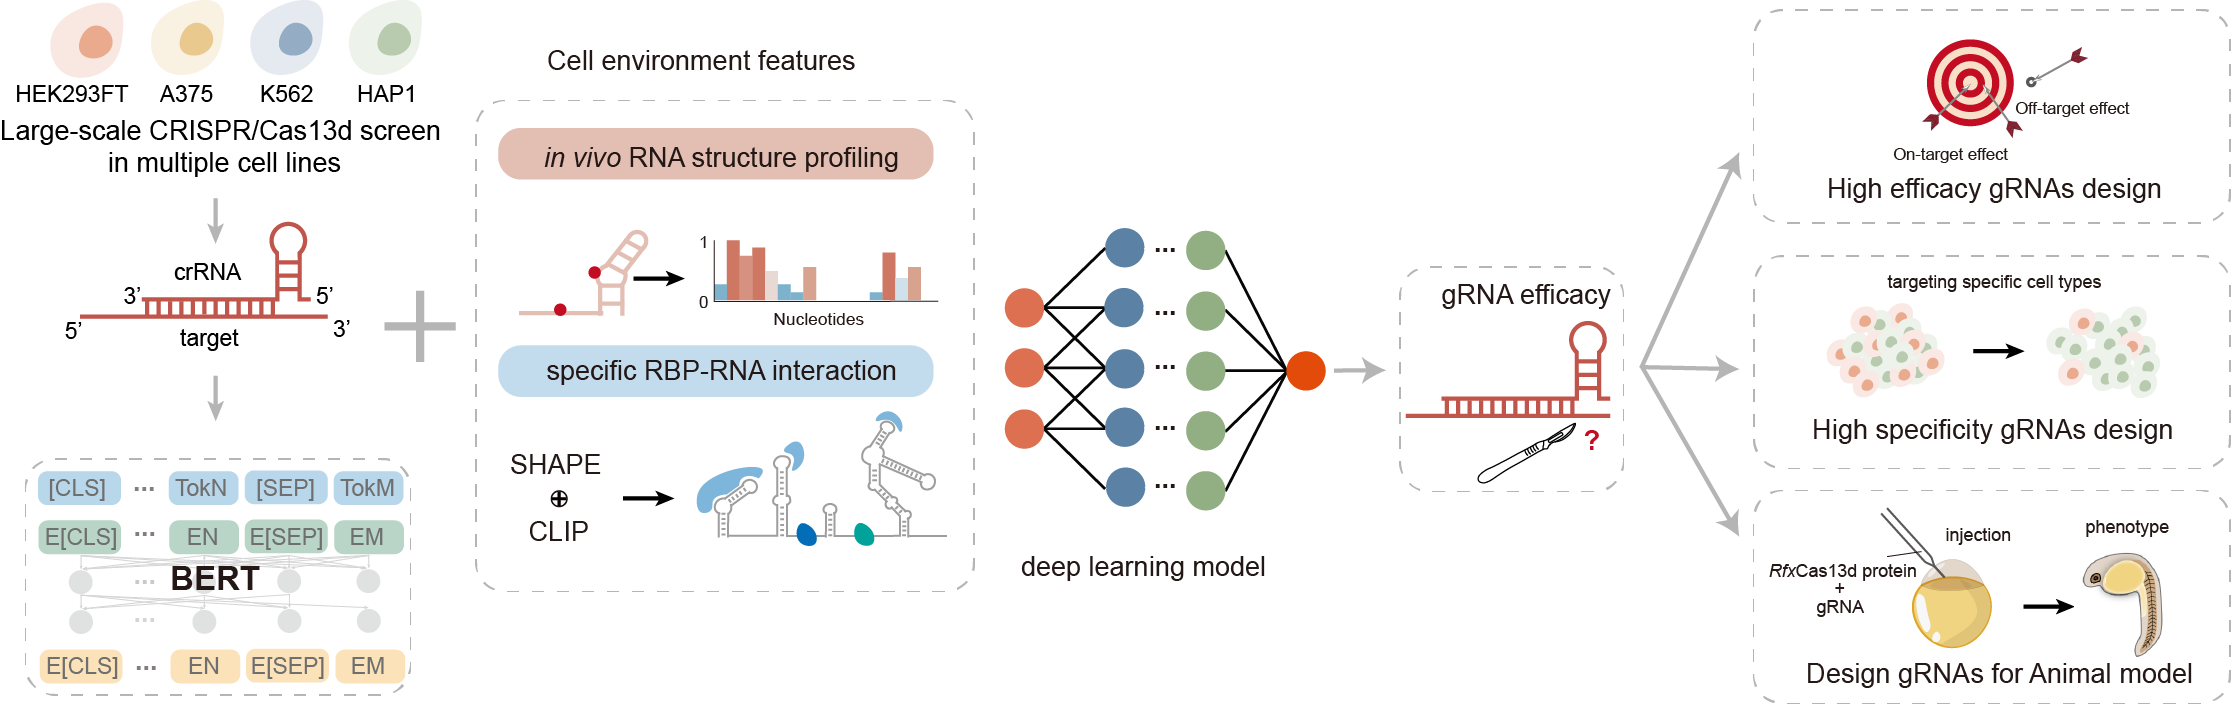 HEK293FT A375 K562 HAP1
Large-scale CRISPR/Cas13d screen
in multiple cell lines
crRNA
3’ 5’
5’ 3’
target
[CLS] ... TokN [SEP] TokM
E[CLS] ... EN E[SEP] EM
... BERT
...
E[CLS] ... EN E[SEP] EM
Cell environment features
in vivo RNA structure profiling
1
0
Nucleotides
specific RBP-RNA interaction
SHAPE
⊕
CLIP
...
...
...
...
...
deep learning model
gRNA efficacy
?
Off-target effect
On-target effect
High efficacy gRNAs design
targeting specific cell types
High specificity gRNAs design
injection
phenotype
RfxCas13d protein
+
gRNA
Design gRNAs for Animal model